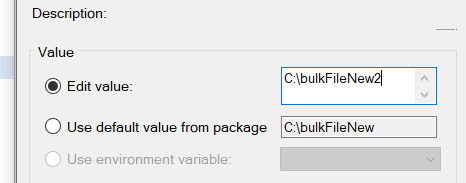 Description:
Value
Edit value:
C:\bulkFileNew2
Use default value from package
C:\bulkFileNew
Use environment variable: